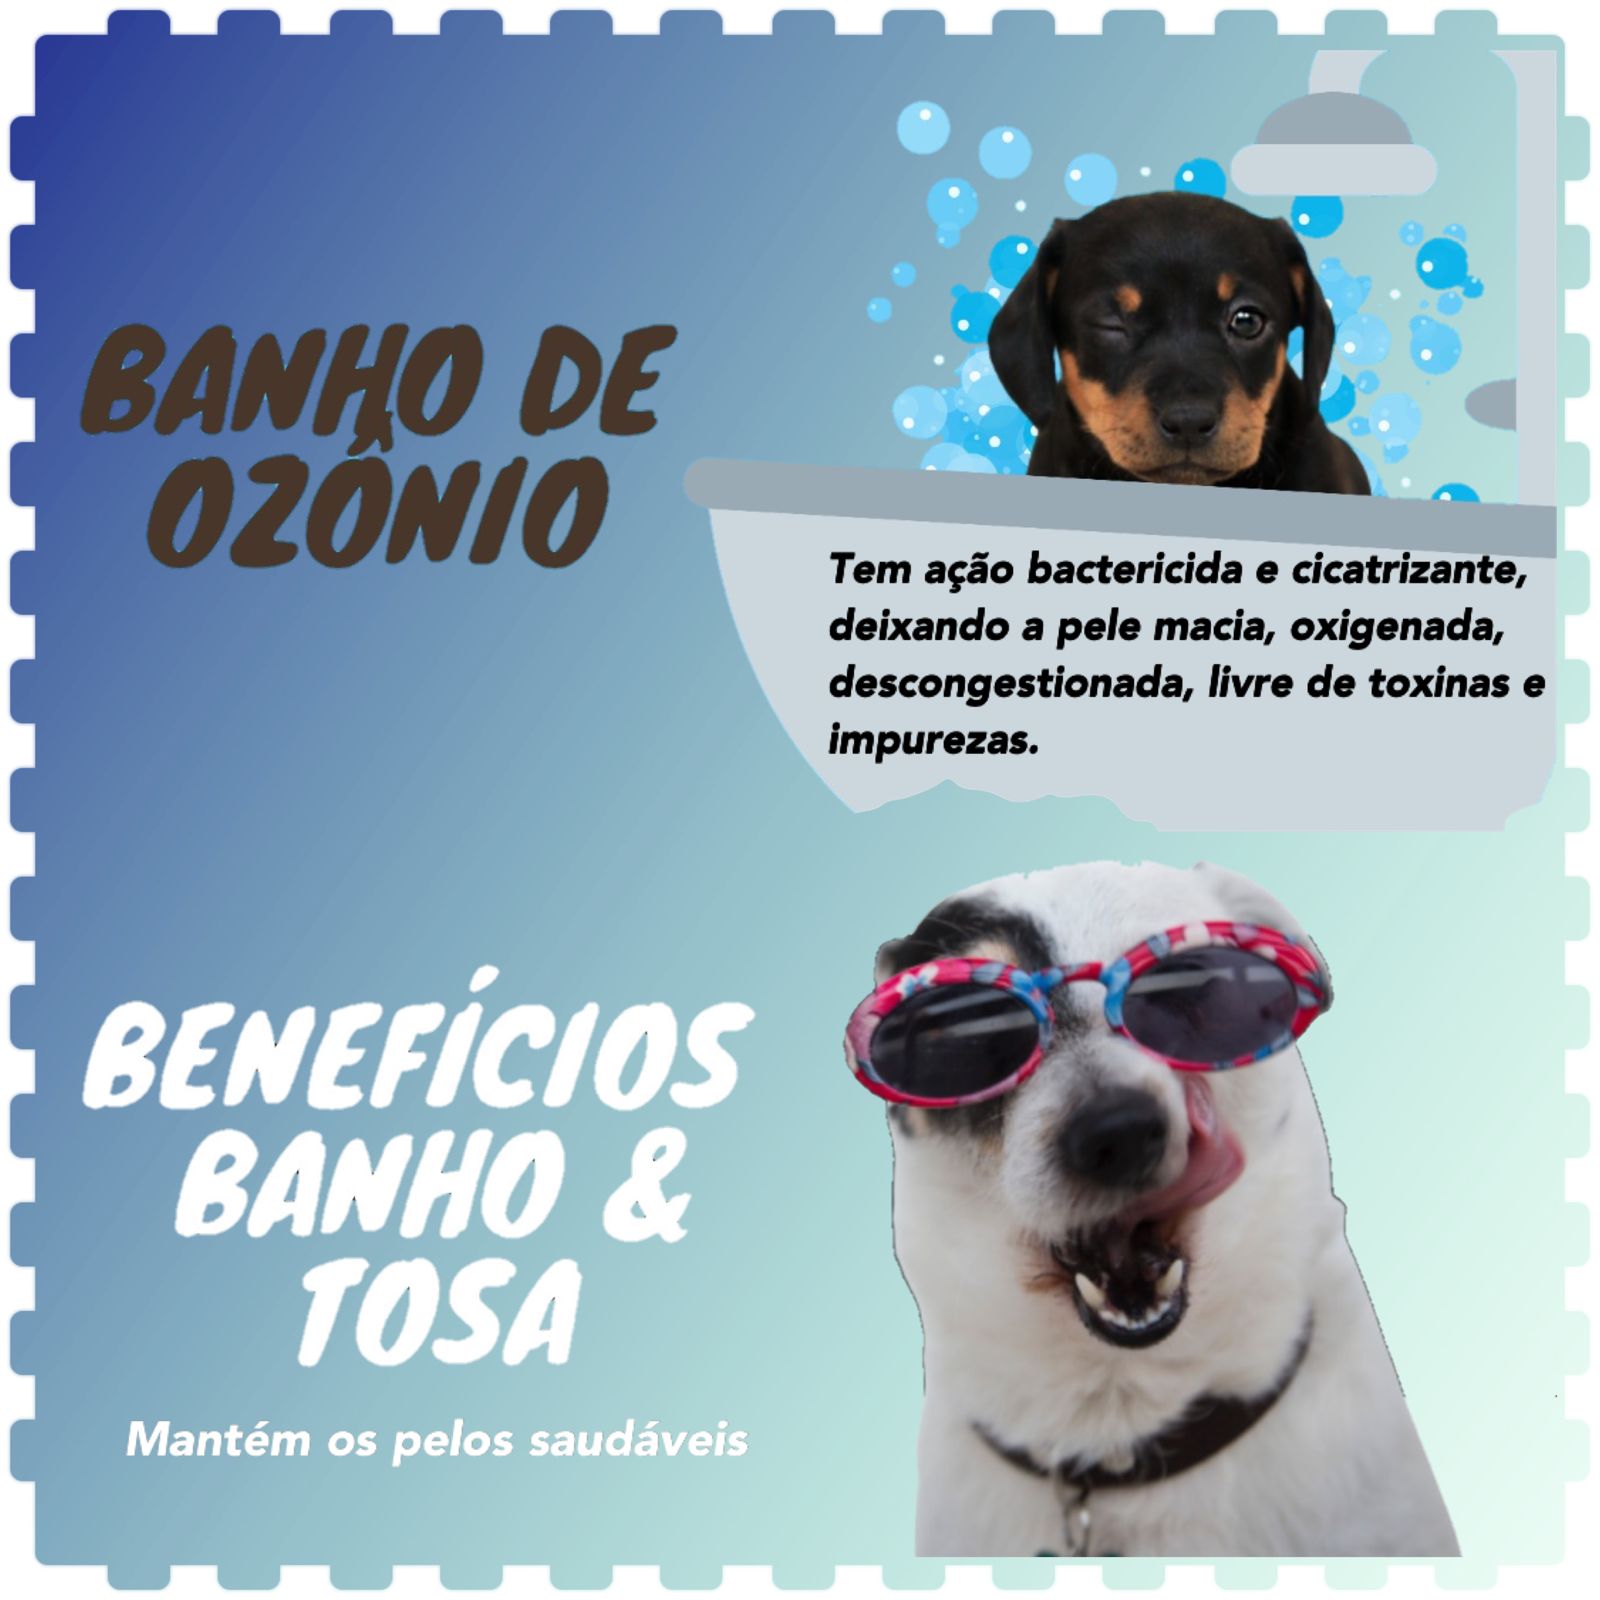 BANHO DE
OZÔNIO
Tem ação bactericida e cicatrizante,
deixando a pele macia, oxigenada,
descongestionada, livre de toxinas e
impurezas.
BENEFÍCIOS
BANHO &
TOSA
Mantém os pelos saudáveis